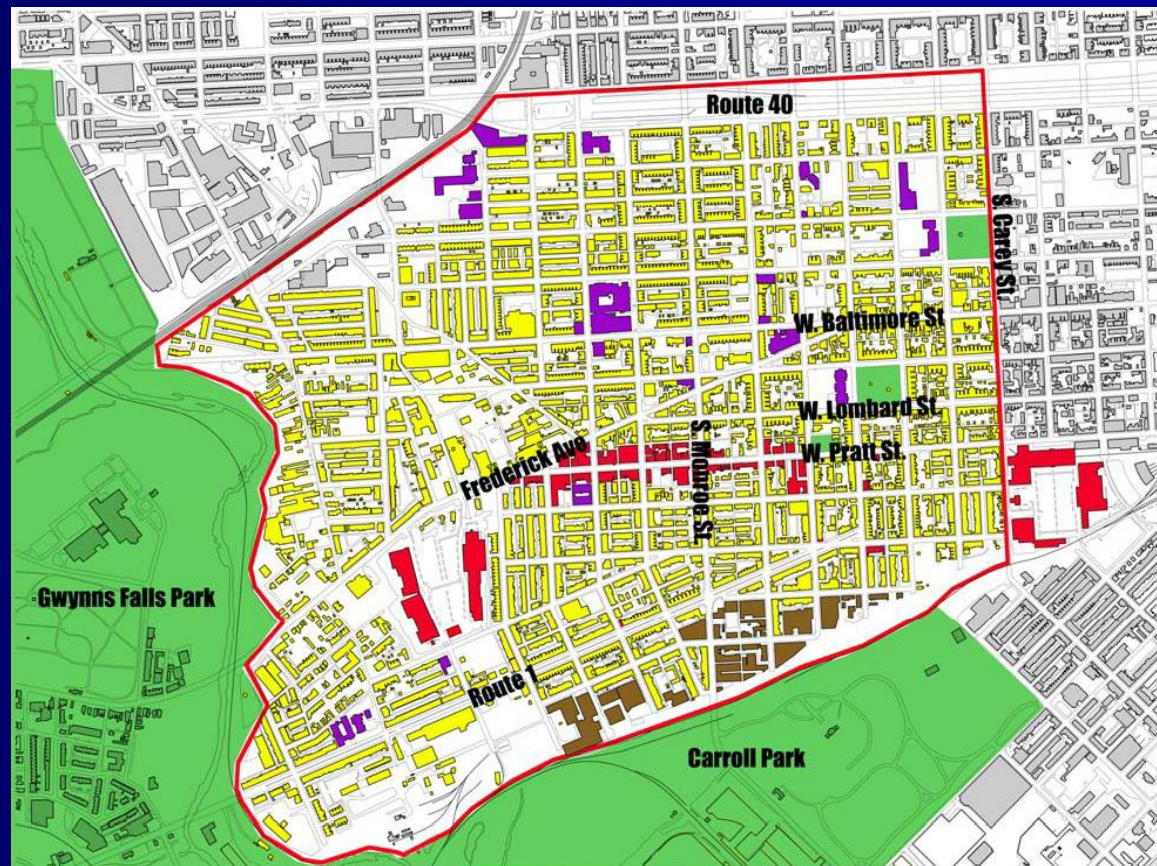 Route 40
S Carey St.
W. Baltimore St
W. Lombard St.
W. Pratt St.
S. Monroe St.
Frederick Ave
Gwynns Falls Park
Route 1
Carroll Park